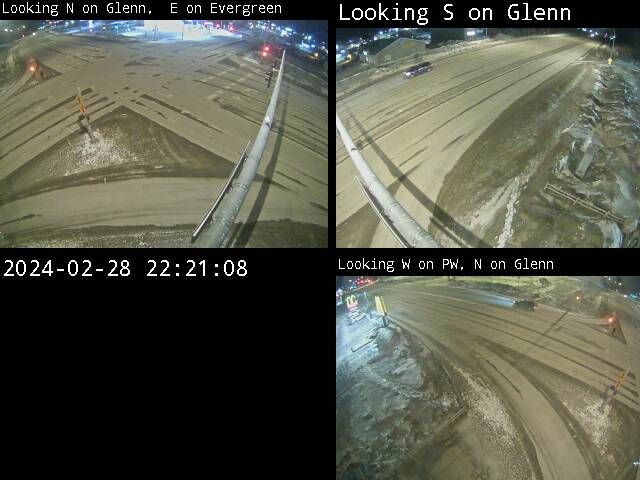 Looking N on Glenn,  E on Evergreen
Looking S on Glenn
2024-02-28 22:21:08
Looking W on PW, N on Glenn